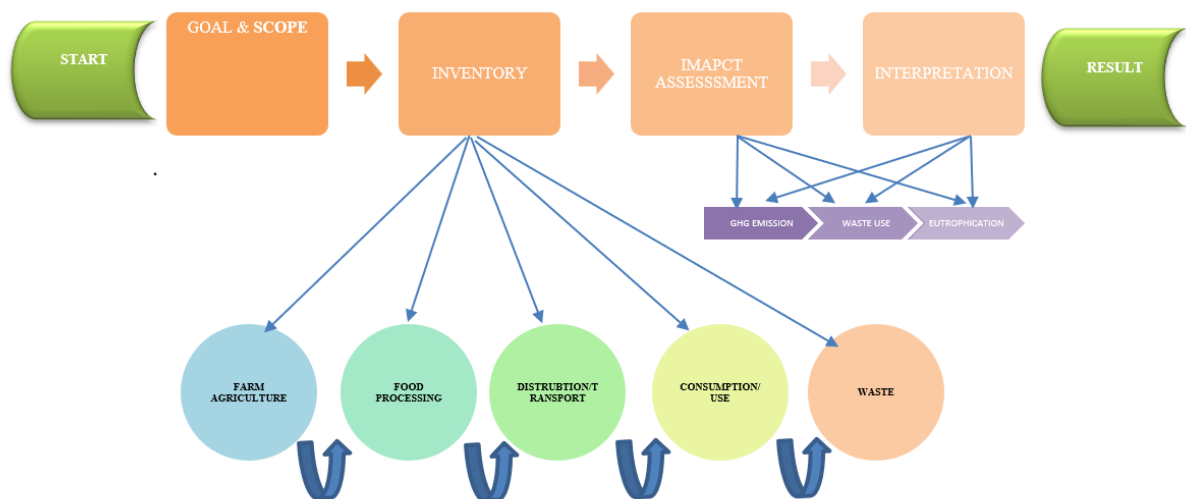 START
GOAL & SCOPE
INVENTORY
IMAPCT
ASSESSSMENT
INTERPRETATION
RESULT
.
GHG EMISSION
WASTE USE
EUTROPHICATION
FARM
AGRICULTURE
FOOD
PROCESSING
DISTRUBTION/T
RANSPORT
CONSUMPTION/
USE
WASTE